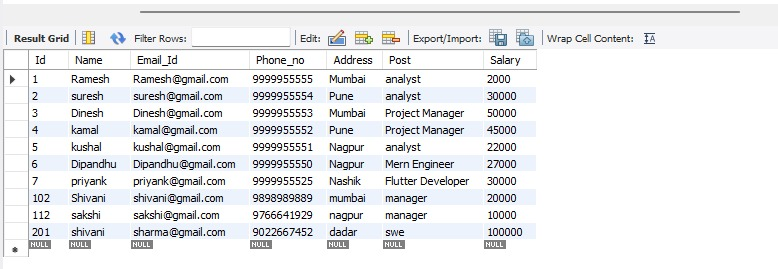 Result Grid Filter Rows: Edit: Export/Import: Wrap Cell Content:
Id Name Email_Id Phone_no Address Post Salary
1 Ramesh Ramesh@gmail.com 9999955555 Mumbai analyst 2000
2 suresh suresh@gmail.com 9999955554 Pune analyst 30000
3 Dinesh Dinesh@gmail.com 9999955553 Mumbai Project Manager 50000
4 kamal kamal@gmail.com 9999955552 Pune Project Manager 45000
5 kushal kushal@gmail.com 9999955551 Nagpur analyst 22000
6 Dipandhu Dipandhu@gmail.com 9999955550 Nagpur Mern Engineer 27000
7 priyank priyank@gmail.com 9999955525 Nashik Flutter Developer 30000
102 Shivani shivani@gmail.com 9898989889 mumbai manager 20000
112 sakshi sakshi@gmail.com 9766641929 nagpur manager 10000
201 shivani sharma@gmail.com 9022667452 dadar swe 100000
NULL NULL NULL NULL NULL NULL NULL